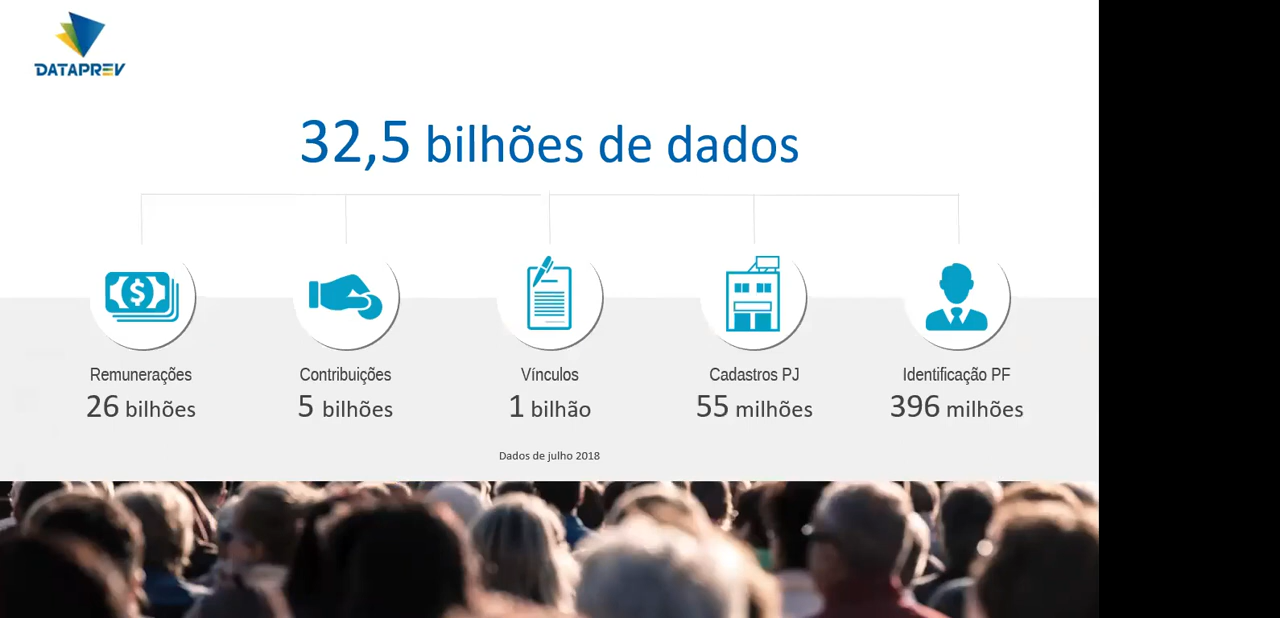 DATAPREV
32,5 bilhões de dados
Remunerações
26 bilhões
Contribuições
5 bilhões
Vínculos
1 bilhão
Cadastros PJ
55 milhões
Identificação PF
396 milhões
Dados de julho 2018